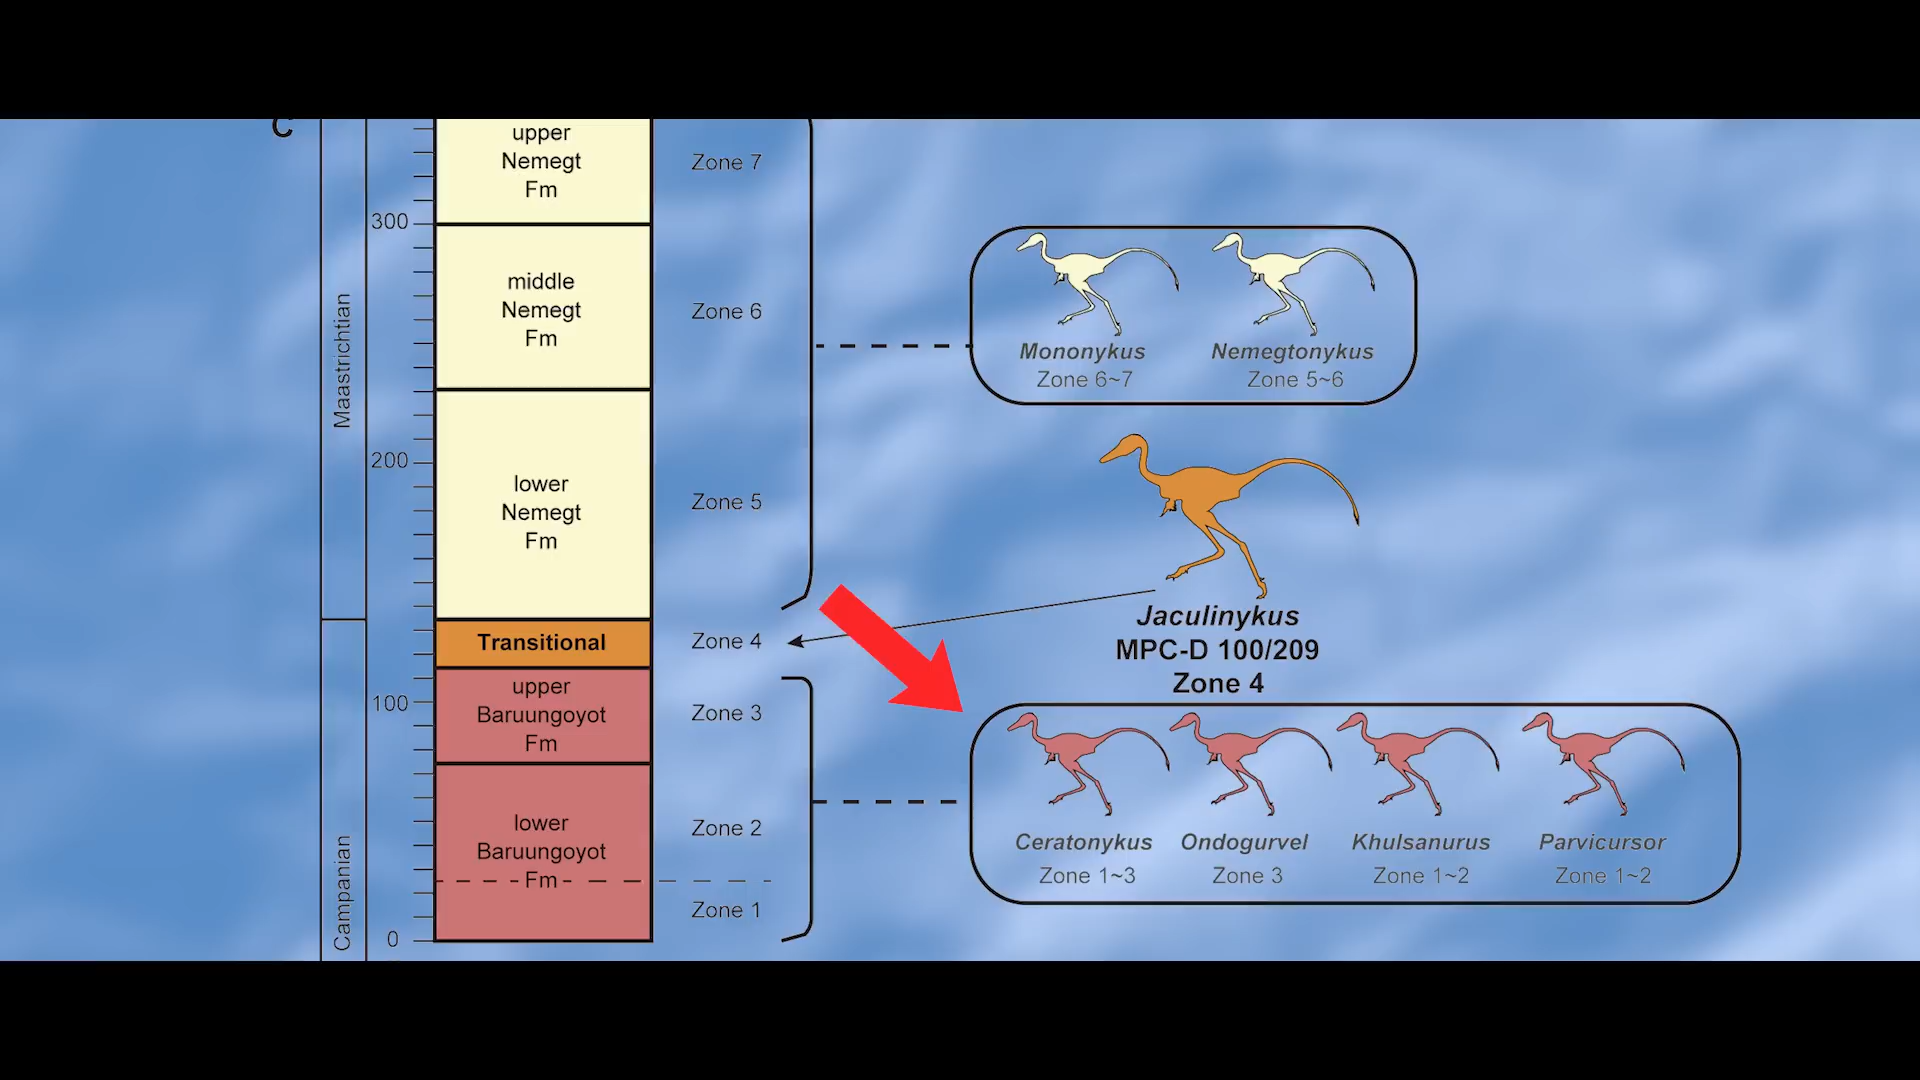 C
Maastrichtian
Campanian
300
200
100
0
upper
Nemegt
Fm
middle
Nemegt
Fm
lower
Nemegt
Fm
Transitional
upper
Baruungoyot
Fm
lower
Baruungoyot
Fm
Zone 7
Zone 6
Zone 5
Zone 4
Zone 3
Zone 2
Zone 1
Mononykus
Zone 6~7
Nemegtonykus
Zone 5~6
Jaculinykus
MPC-D 100/209
Zone 4
Ceratonykus
Zone 1~3
Ondogurvel
Zone 3
Khulsanurus
Zone 1~2
Parvicursor
Zone 1~2